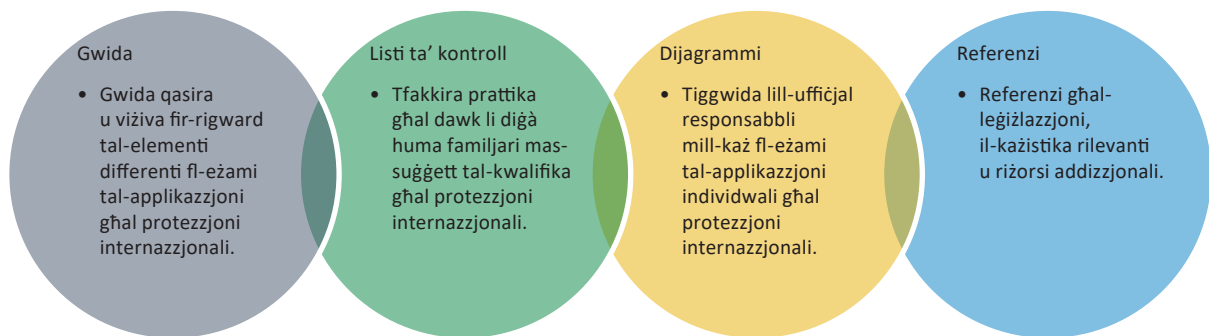 Gwida
• Gwida qasira
u viżiva fir-rigward
tal-elementi
differenti fl-eżami
tal-applikazzjoni
għal protezzjoni
internazzjonali.
Listi ta’ kontroll
• Tfakkira prattika
għal dawk li diġà
huma familjari mas-
suġġett tal-kwalifika
għal protezzjoni
internazzjonali.
Dijagrammi
• Tiggwida lill-uffiċjal
responsabbli
mill-każ fl-eżami
tal-applikazzjoni
individwali għal
protezzjoni
internazzjonali.
Referenzi
• Referenzi għal-
leġiżlazzjoni,
il-każistika rilevanti
u riżorsi addizzjonali.